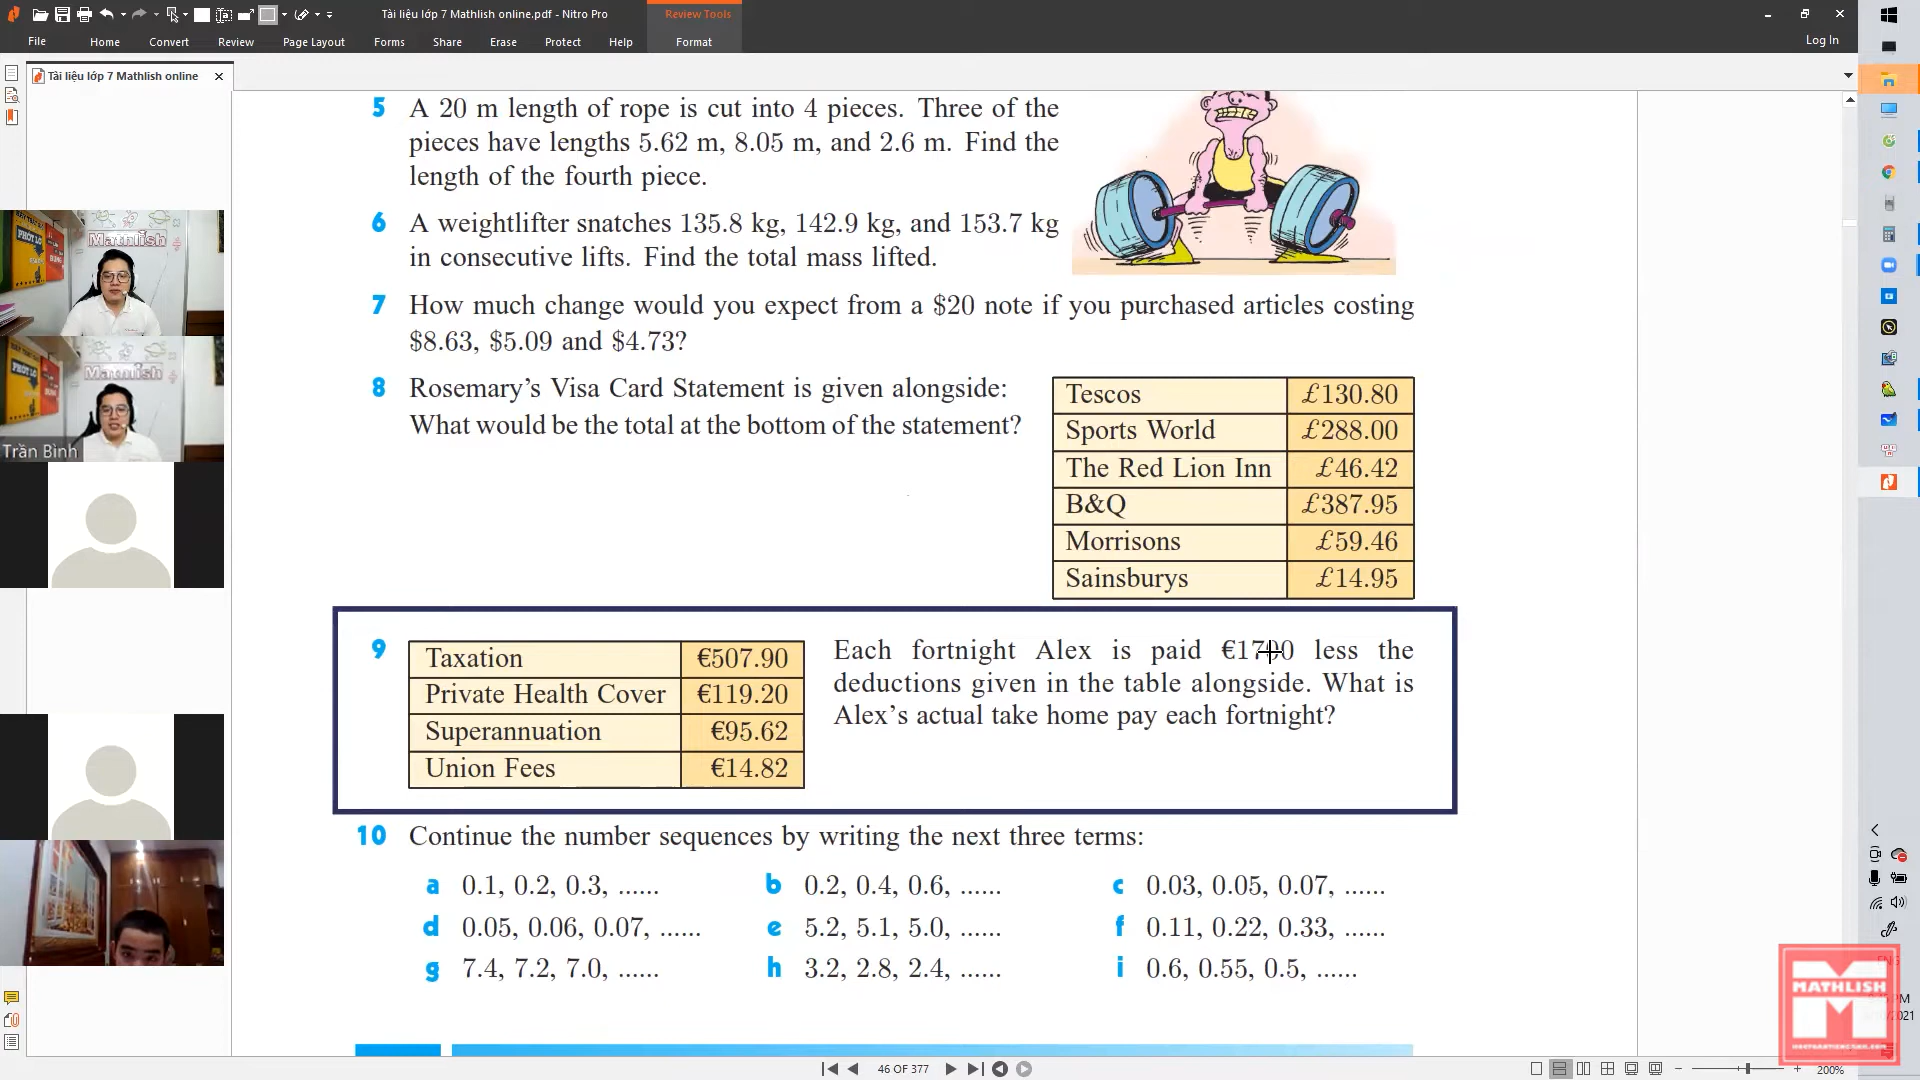 Tài liệu lớp 7 Mathlish online.pdf - Nitro Pro
Review Tools
File
Home
Convert
Review
Page Layout
Forms
Share
Erase
Protect
Help
Format
Log In
Tài liệu lớp 7 Mathlish online
5 A 20 m length of rope is cut into 4 pieces. Three of the
pieces have lengths 5.62 m, 8.05 m, and 2.6 m. Find the
length of the fourth piece.
6 A weightlifter snatches 135.8 kg, 142.9 kg, and 153.7 kg
in consecutive lifts. Find the total mass lifted.
7 How much change would you expect from a $20 note if you purchased articles costing
$8.63, $5.09 and $4.73?
8 Rosemary's Visa Card Statement is given alongside:
What would be the total at the bottom of the statement?
Tescos £130.80
Sports World £288.00
The Red Lion Inn £46.42
B&Q £387.95
Morrisons £59.46
Sainsburys £14.95
9
Taxation €507.90
Private Health Cover €119.20
Superannuation €95.62
Union Fees €14.82
Each fortnight Alex is paid €1700 less the
deductions given in the table alongside. What is
Alex's actual take home pay each fortnight?
10 Continue the number sequences by writing the next three terms:
a 0.1, 0.2, 0.3, ......
b 0.2, 0.4, 0.6, ......
c 0.03, 0.05, 0.07, ......
d 0.05, 0.06, 0.07, ......
e 5.2, 5.1, 5.0, ......
f 0.11, 0.22, 0.33, ......
g 7.4, 7.2, 7.0, ......
h 3.2, 2.8, 2.4, ......
i 0.6, 0.55, 0.5, ......
Mathlish
Mathlish
Trần Bình
MATHLISH
46 OF 377
200%